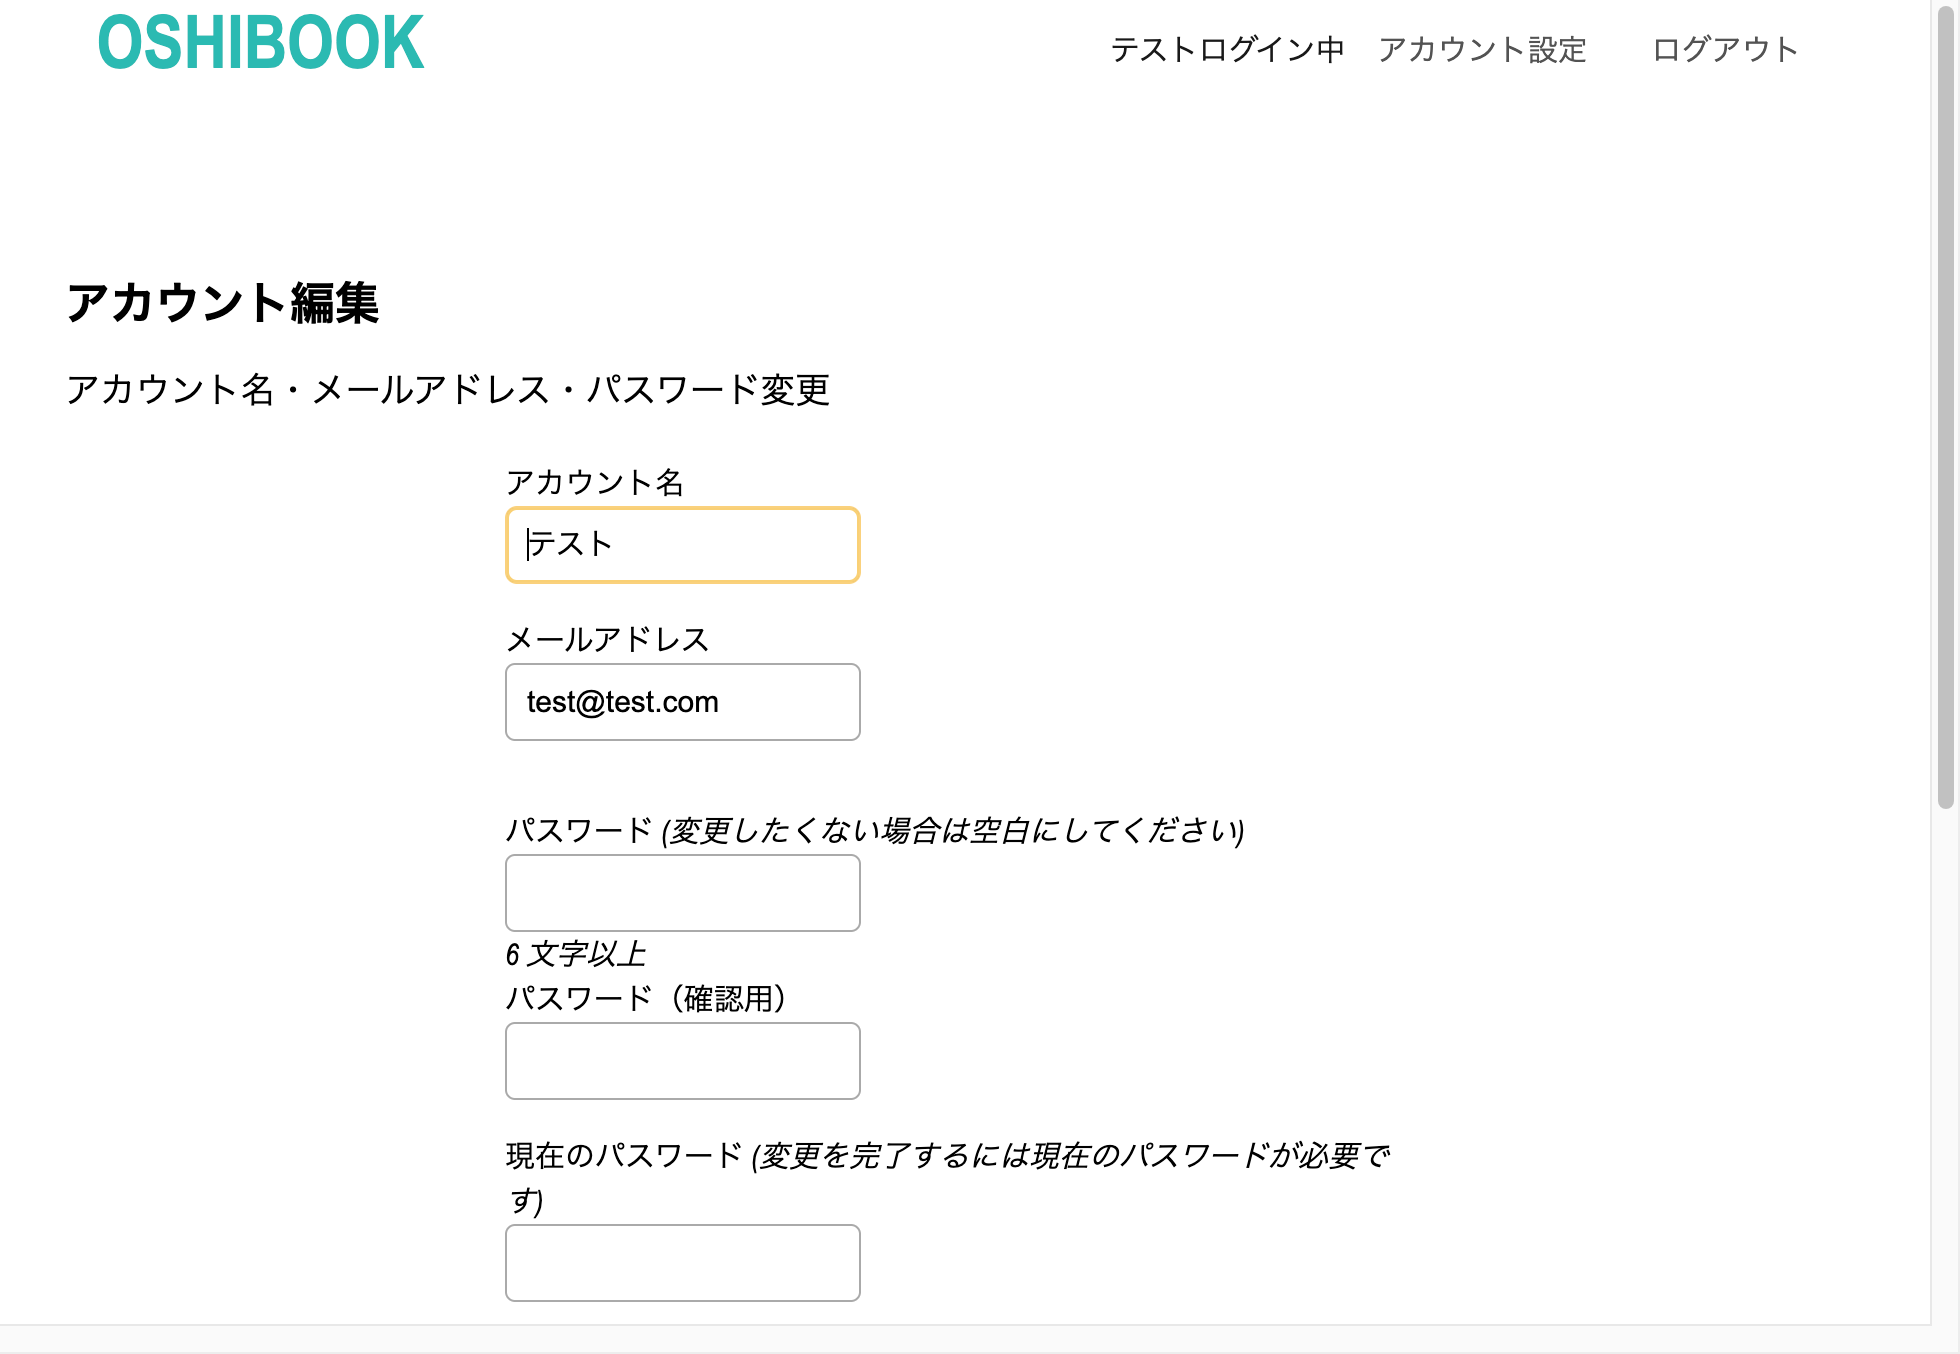 OSHIBOOK
テストログイン中 アカウント設定 ログアウト
アカウント編集
アカウント名・メールアドレス・パスワード変更
アカウント名
テスト
メールアドレス
test@test.com
パスワード (変更したくない場合は空白にしてください)
6 文字以上
パスワード（確認用）
現在のパスワード (変更を完了するには現在のパスワードが必要で
す)